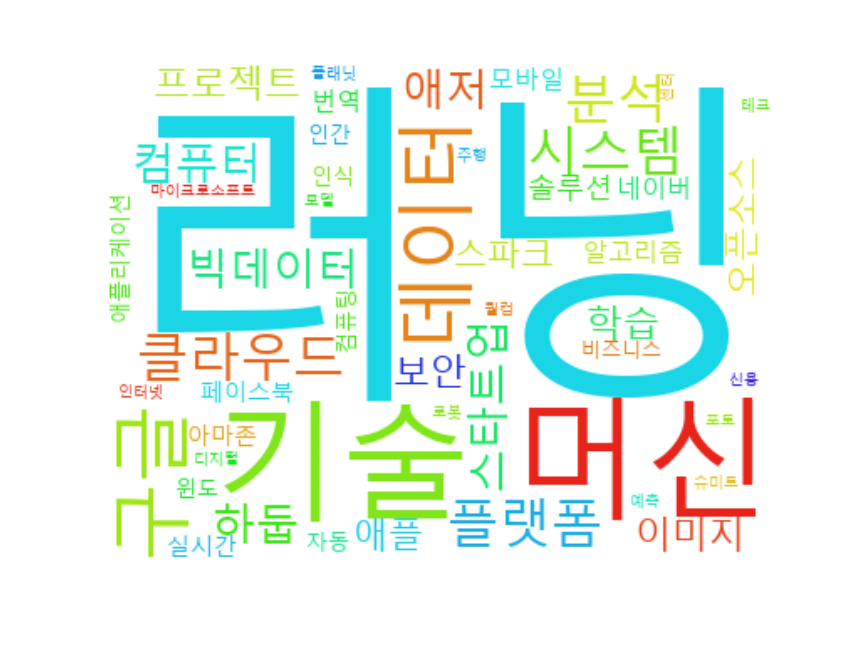 프로젝트
플래닛
애저
모바일
분석
센터
테크
번역
인간
컴퓨터
러닝
데이터
주행
시스템
인식
마이크로소프트
모델
솔루션
네이버
오픈소스
애플리케이션
빅데이터
스파크
알고리즘
컴퓨팅
퀄컴
학습
비즈니스
클라우드
보안
스타트업
신용
인터넷
페이스북
구글
기술
로봇
머신
포토
아마존
디지털
윈도
슈미트
하둡
플랫폼
예측
실시간
자동
애플
이미지